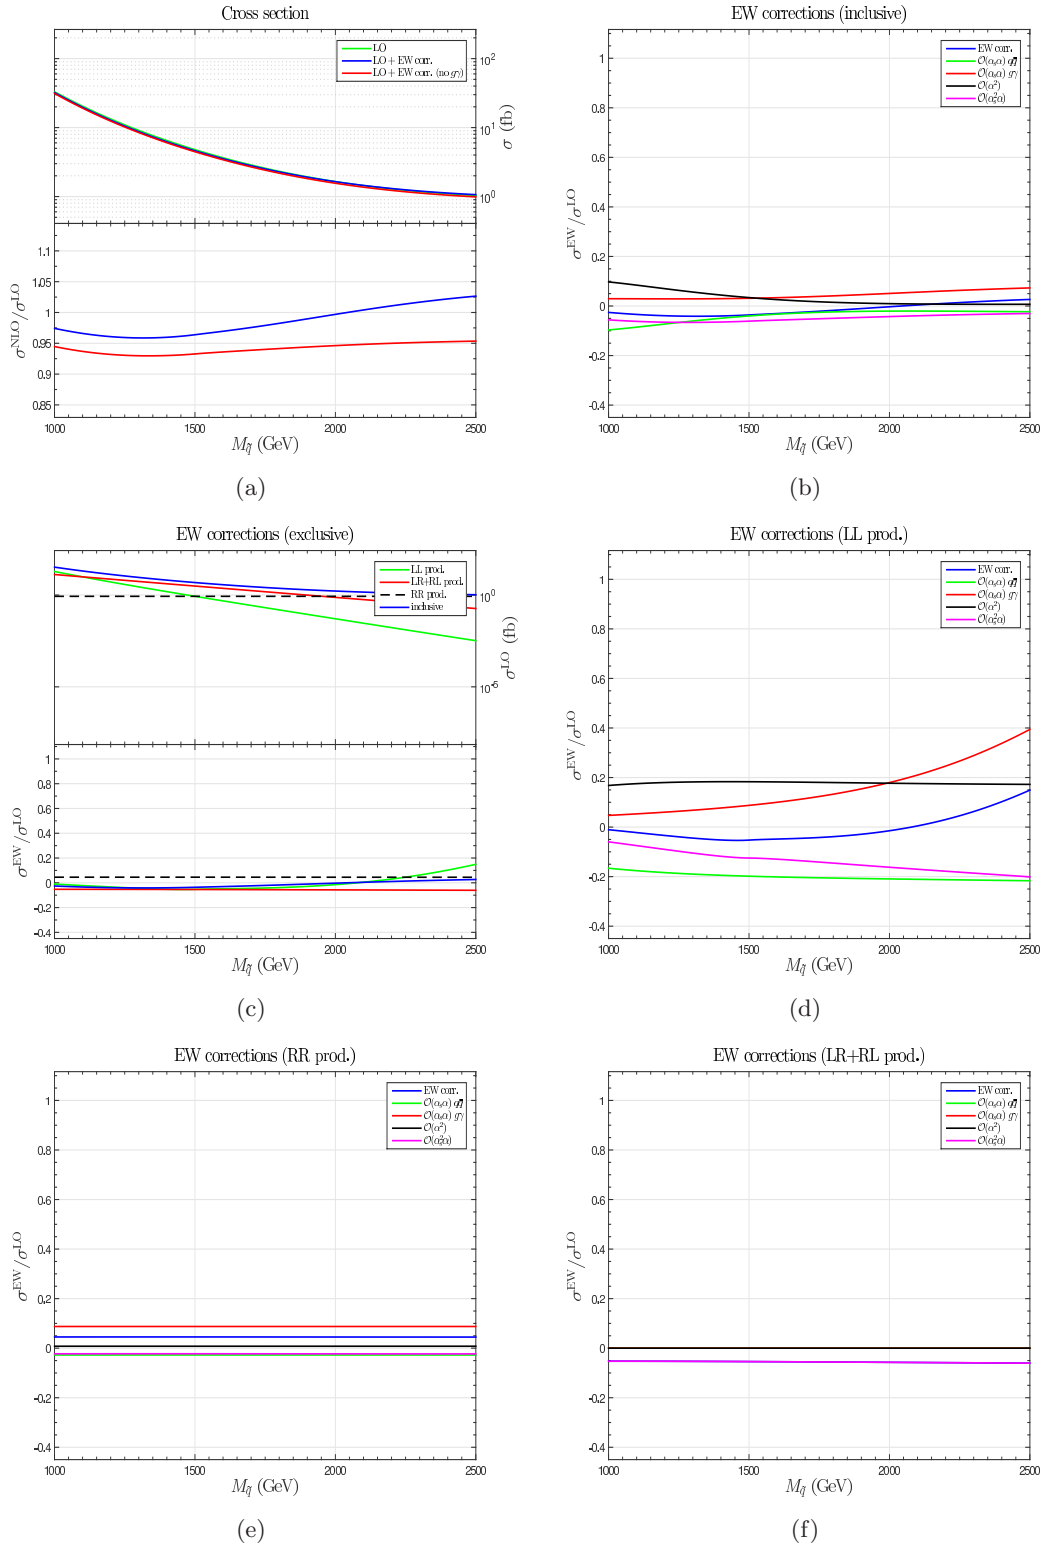 Cross section
LO
LO + EW corr.
LO + EW corr. (no gγ)
10²
10¹
10⁰
σ (fb)
1.1
1.05
1
0.95
0.9
0.85
σ^NLO/σ^LO
1000 1500 2000 2500
M_q̃ (GeV)
(a)
EW corrections (inclusive)
EW corr.
O(α_sα) qq̄
O(α_sα) gγ
O(α²)
O(α_s²α)
1
0.8
0.6
0.4
0.2
0
-0.2
-0.4
σ^EW/σ^LO
1000 1500 2000 2500
M_q̃ (GeV)
(b)
EW corrections (exclusive)
LL prod.
LR+RL prod.
RR prod.
inclusive
10⁰
10⁻⁵
σ^LO (fb)
1
0.8
0.6
0.4
0.2
0
-0.2
-0.4
σ^EW/σ^LO
1000 1500 2000 2500
M_q̃ (GeV)
(c)
EW corrections (LL prod.)
EW corr.
O(α_sα) qq̄
O(α_sα) gγ
O(α²)
O(α_s²α)
1
0.8
0.6
0.4
0.2
0
-0.2
-0.4
σ^EW/σ^LO
1000 1500 2000 2500
M_q̃ (GeV)
(d)
EW corrections (RR prod.)
EW corr.
O(α_sα) qq̄
O(α_sα) gγ
O(α²)
O(α_s²α)
1
0.8
0.6
0.4
0.2
0
-0.2
-0.4
σ^EW/σ^LO
1000 1500 2000 2500
M_q̃ (GeV)
(e)
EW corrections (LR+RL prod.)
EW corr.
O(α_sα) qq̄
O(α_sα) gγ
O(α²)
O(α_s²α)
1
0.8
0.6
0.4
0.2
0
-0.2
-0.4
σ^EW/σ^LO
1000 1500 2000 2500
M_q̃ (GeV)
(f)